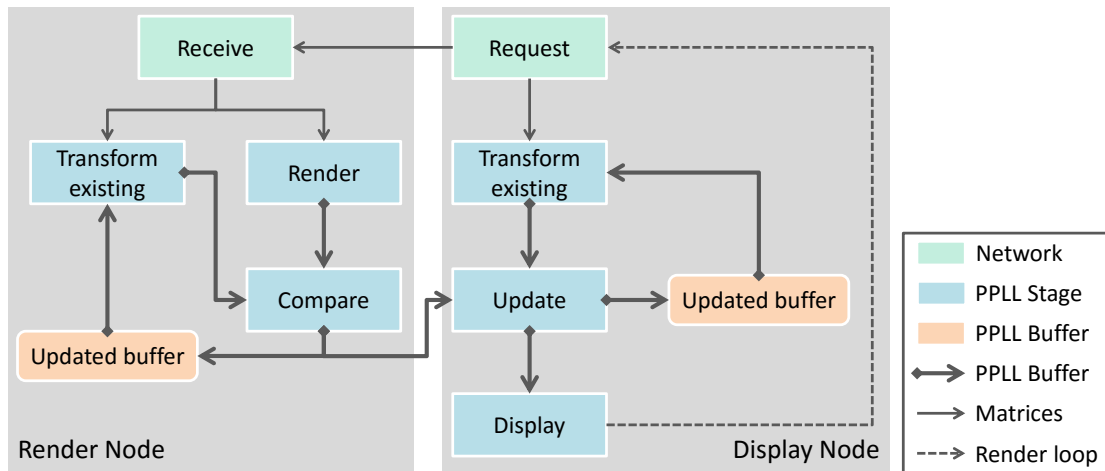 Receive
Request
Transform
existing
Render
Transform
existing
Compare
Update
Updated buffer
Updated buffer
Display
Render Node
Display Node
Network
PPLL Stage
PPLL Buffer
PPLL Buffer
Matrices
Render loop